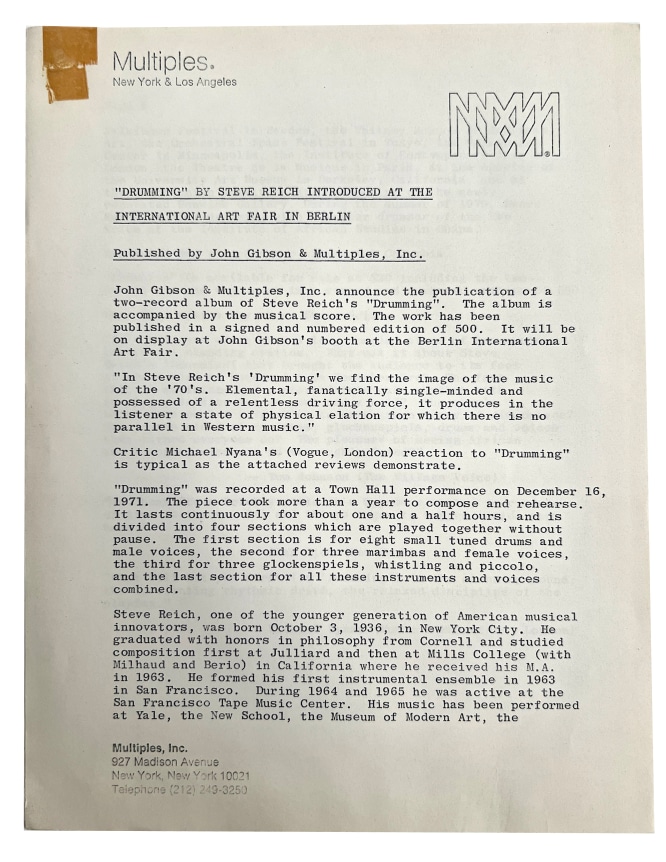 Multiples®
New York & Los Angeles
"DRUMMING" BY STEVE REICH INTRODUCED AT THE
INTERNATIONAL ART FAIR IN BERLIN
Published by John Gibson & Multiples, Inc.
John Gibson & Multiples, Inc. announce the publication of a
two-record album of Steve Reich's "Drumming". The album is
accompanied by the musical score. The work has been
published in a signed and numbered edition of 500. It will be
on display at John Gibson's booth at the Berlin International
Art Fair.
"In Steve Reich's 'Drumming' we find the image of the music
of the '70's. Elemental, fanatically single-minded and
possessed of a relentless driving force, it produces in the
listener a state of physical elation for which there is no
parallel in Western music."
Critic Michael Nyana's (Vogue, London) reaction to "Drumming"
is typical as the attached reviews demonstrate.
"Drumming" was recorded at a Town Hall performance on December 16,
1971. The piece took more than a year to compose and rehearse.
It lasts continuously for about one and a half hours, and is
divided into four sections which are played together without
pause. The first section is for eight small tuned drums and
male voices, the second for three marimbas and female voices,
the third for three glockenspiels, whistling and piccolo,
and the last section for all these instruments and voices
combined.
Steve Reich, one of the younger generation of American musical
innovators, was born October 3, 1936, in New York City. He
graduated with honors in philosophy from Cornell and studied
composition first at Julliard and then at Mills College (with
Milhaud and Berio) in California where he received his M.A.
in 1963. He formed his first instrumental ensemble in 1963
in San Francisco. During 1964 and 1965 he was active at the
San Francisco Tape Music Center. His music has been performed
at Yale, the New School, the Museum of Modern Art, the
Multiples, Inc.
927 Madison Avenue
New York, New York 10021
Telephone (212) 249-3250